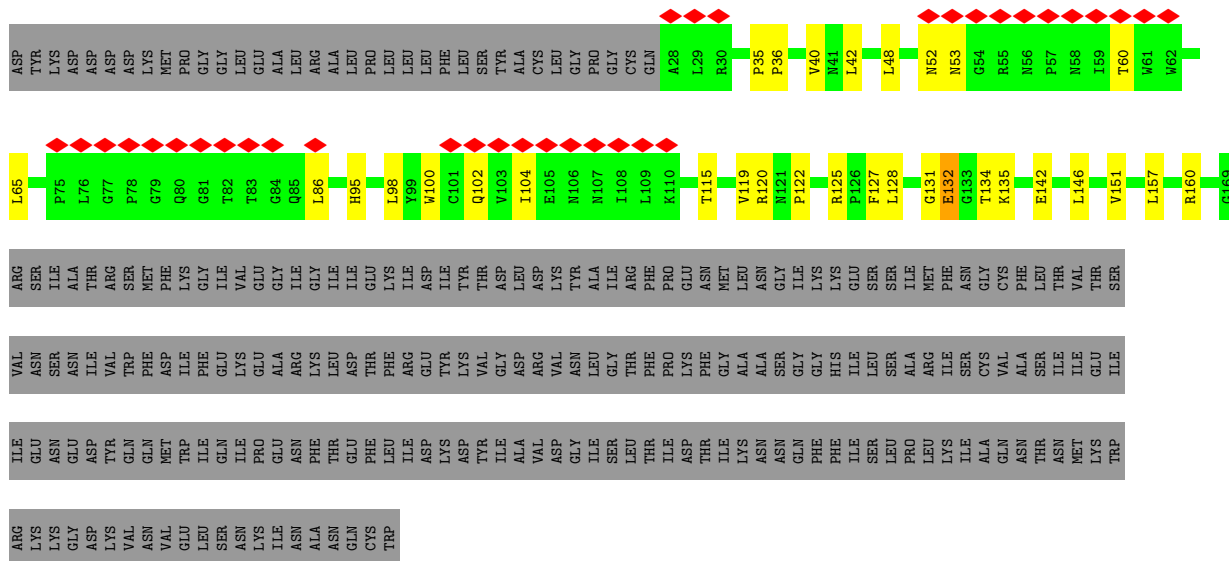 ASP TYR LYS ASP ASP ASP ASP LYS MET PRO GLY GLY LEU GLU ALA LEU ARG ALA LEU PRO LEU LEU LEU PHE LEU SER TYR ALA CYS LEU GLY PRO GLY CYS GLN A28 L29 R30 P35 P36 V40 N41 L42 L48 N52 N53 G54 R55 N56 P57 N58 I59 T60 W61 W62
L65 P75 L76 G77 P78 G79 Q80 G81 T82 T83 G84 Q85 L86 H95 L98 Y99 W100 C101 Q102 V103 I104 E105 N106 N107 I108 L109 K110 T115 V119 R120 N121 P122 R125 P126 F127 L128 G131 E132 G133 T134 K135 E142 L146 V151 L157 R160 G169
ARG SER ILE ALA THR ARG SER MET PHE LYS GLY ILE VAL GLU GLY ILE GLY ILE ILE GLU LYS ILE ASP ILE TYR THR ASP LEU ASP LYS TYR ALA ILE ARG PHE PRO GLU ASN MET LEU ASN GLY ILE LYS LYS GLU SER SER ILE MET PHE ASN GLY CYS PHE LEU THR VAL THR SER
VAL ASN SER ASN ILE VAL TRP PHE ASP ILE PHE GLU LYS GLU ALA ARG LYS LEU ASP THR PHE ARG GLU TYR LYS VAL GLY ASP ARG VAL ASN LEU GLY THR PHE PRO LYS PHE GLY ALA ALA SER GLY GLY HIS ILE LEU SER ALA ARG ILE SER CYS VAL ALA SER ILE ILE GLU ILE
ILE GLU ASN GLU ASP TYR GLN GLN MET TRP ILE GLN ILE PRO GLU ASN PHE THR GLU PHE LEU ILE ASP LYS ASP TYR ILE ALA VAL ASP GLY ILE SER LEU THR ILE ASP THR ILE LYS ASN ASN GLN PHE PHE ILE SER LEU PRO LEU LYS ILE ALA GLN ASN THR ASN MET LYS TRP
ARG LYS LYS GLY ASP LYS VAL ASN VAL GLU LEU SER ASN LYS ILE ASN ALA ASN GLN CYS TRP